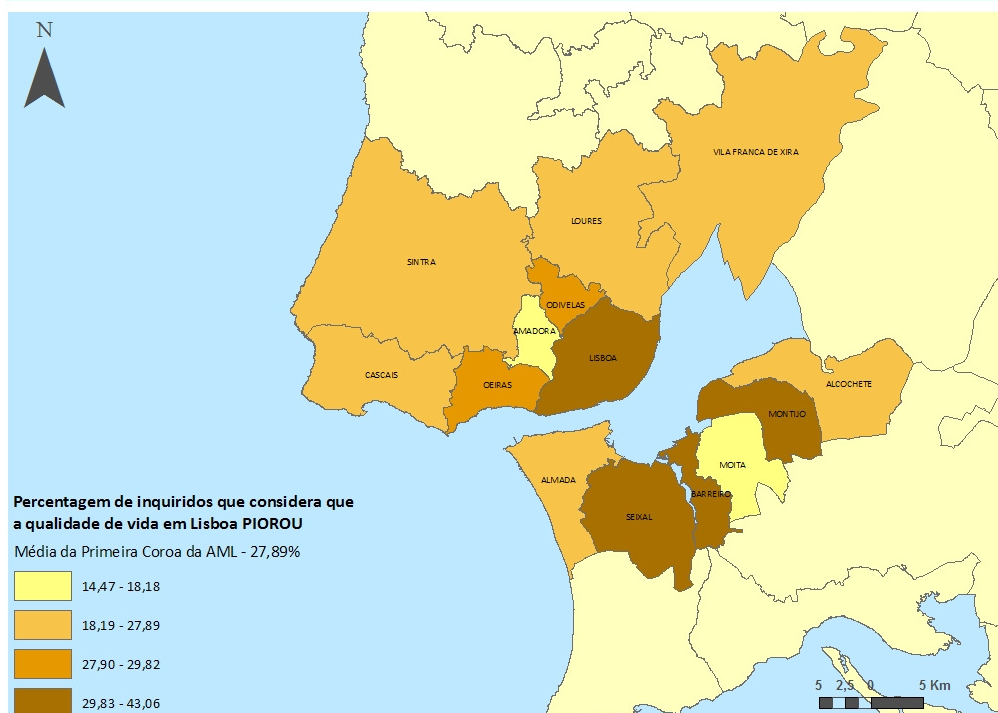 N
VILA FRANCA DE XIRA
LOURES
SINTRA
ODIVELAS
AMADORA
LISBOA
CASCAIS
OEIRAS
ALCOCHETE
MONTIJO
MOITA
ALMADA
BARREIRO
SEIXAL
Percentagem de inquiridos que considera que
a qualidade de vida em Lisboa PIOROU
Média da Primeira Coroa da AML - 27,89%
14,47 - 18,18
18,19 - 27,89
27,90 - 29,82
29,83 - 43,06
5 2,5 0 5 Km